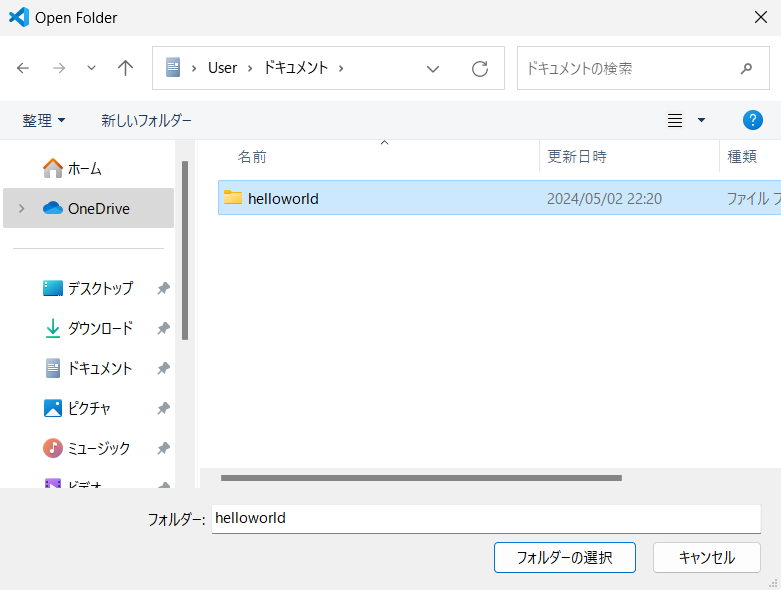 Open Folder
User ドキュメント
ドキュメントの検索
整理 新しいフォルダー
?
名前 更新日時 種類
ホーム
helloworld 2024/05/02 22:20 ファイル フ
OneDrive
デスクトップ
ダウンロード
ドキュメント
ピクチャ
ミュージック
ビデオ
フォルダー: helloworld
フォルダーの選択 キャンセル